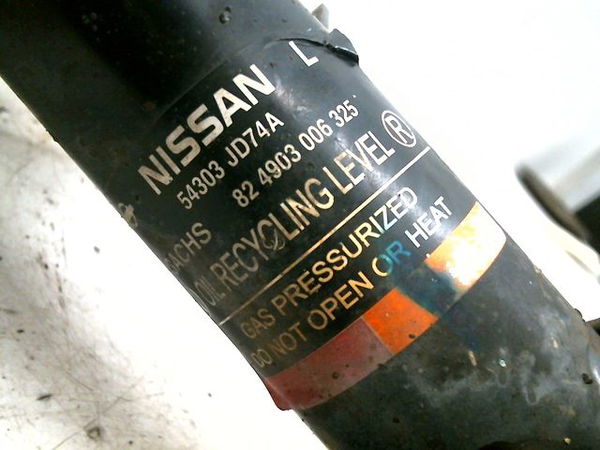 NISSAN L
54303 JD74A
SACHS 82 4903 006 325
OIL RECYCLING LEVEL ®
GAS PRESSURIZED
DO NOT OPEN OR HEAT